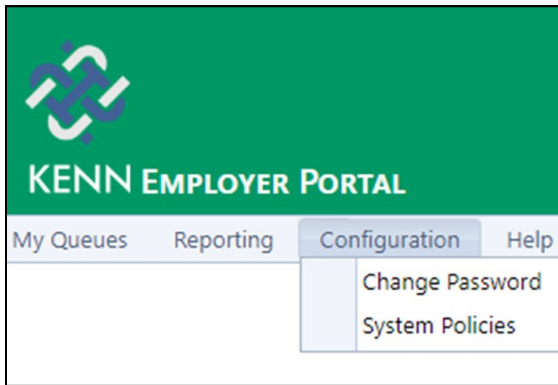 KENN EMPLOYER PORTAL
My Queues Reporting Configuration Help
Change Password
System Policies